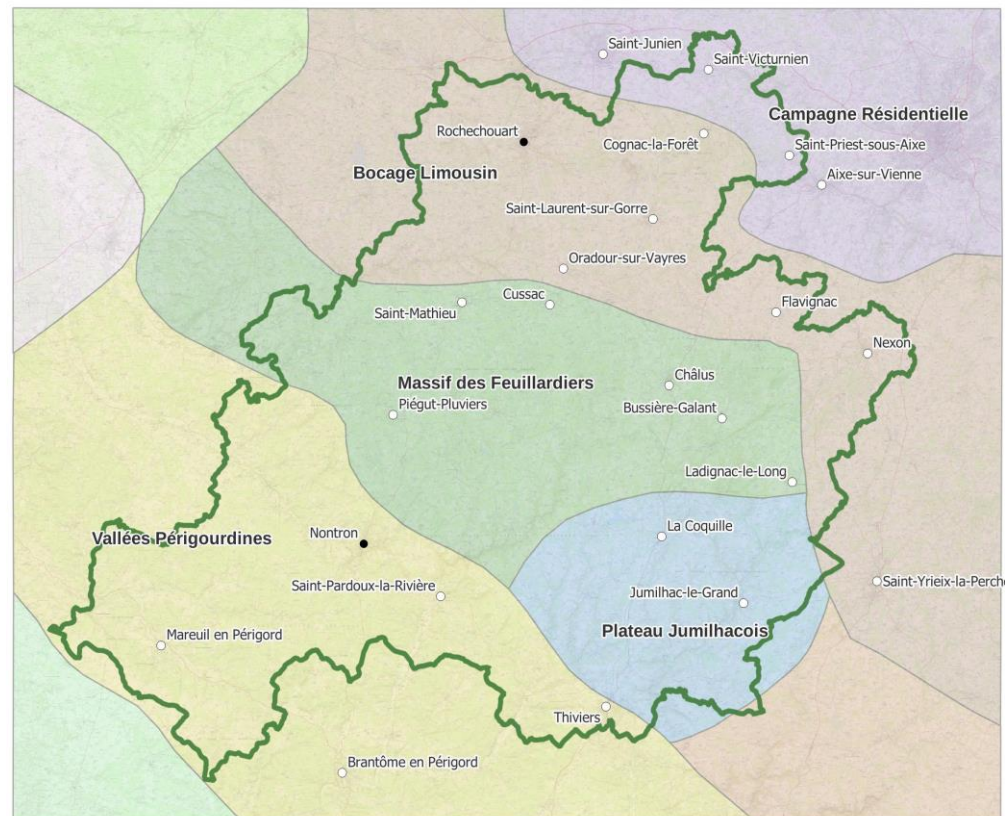 Saint-Junien
Saint-Victurnien
Campagne Résidentielle
Rochechouart
Cognac-la-Forêt
Saint-Priest-sous-Aixe
Bocage Limousin
Aixe-sur-Vienne
Saint-Laurent-sur-Gorre
Oradour-sur-Vayres
Cussac
Saint-Mathieu
Flavignac
Nexon
Massif des Feuillardiers
Châlus
Piégut-Pluviers
Bussière-Galant
Ladignac-le-Long
La Coquille
Vallées Périgourdines
Nontron
Saint-Pardoux-la-Rivière
Jumilhac-le-Grand
Saint-Yrieix-la-Perche
Plateau Jumilhacois
Mareuil en Périgord
Thiviers
Brantôme en Périgord